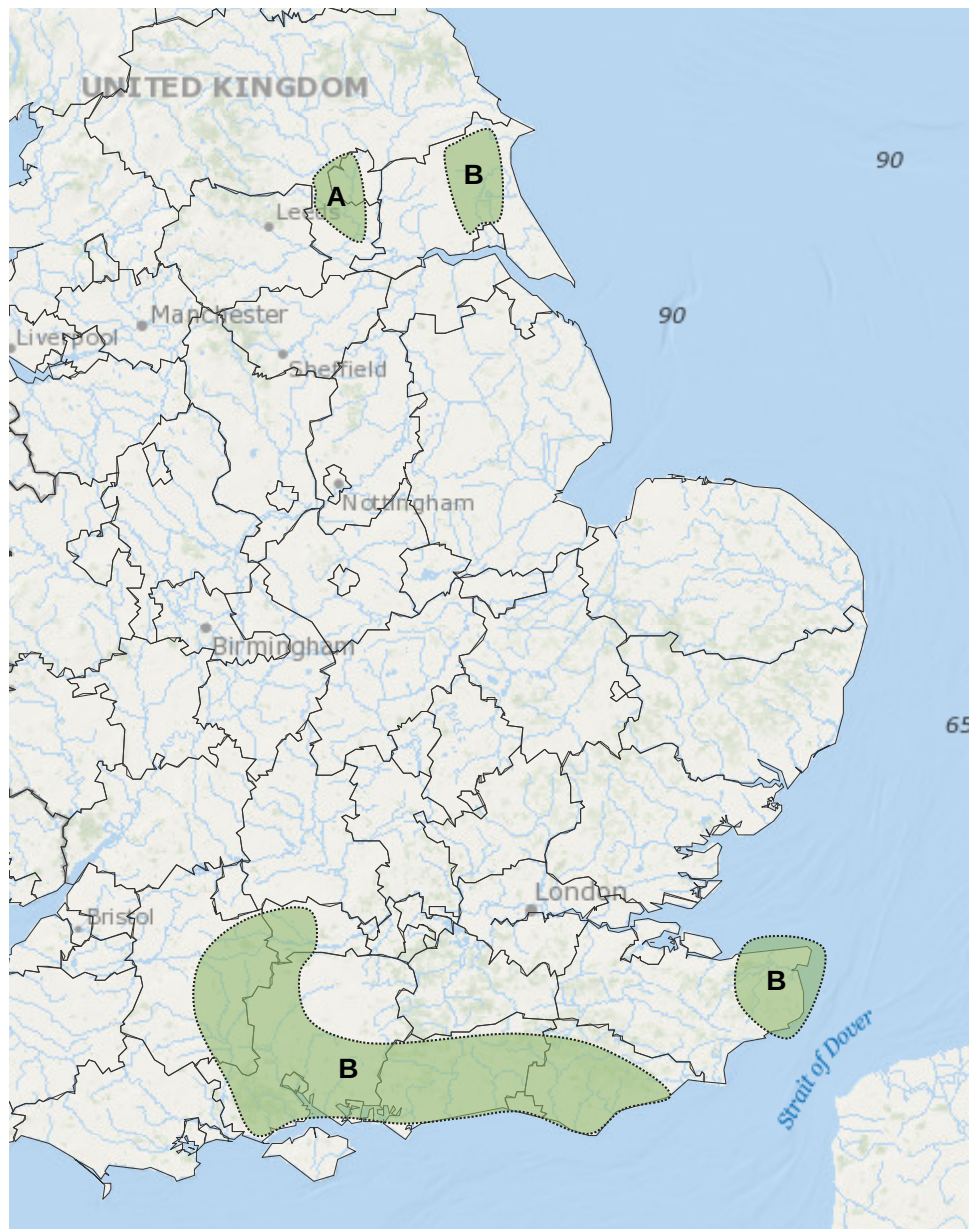 UNITED KINGDOM
90
B
A
Leeds
90
Manchester
Liverpool
Sheffield
Nottingham
Birmingham
65
London
Bristol
B
Strait of Dover
B